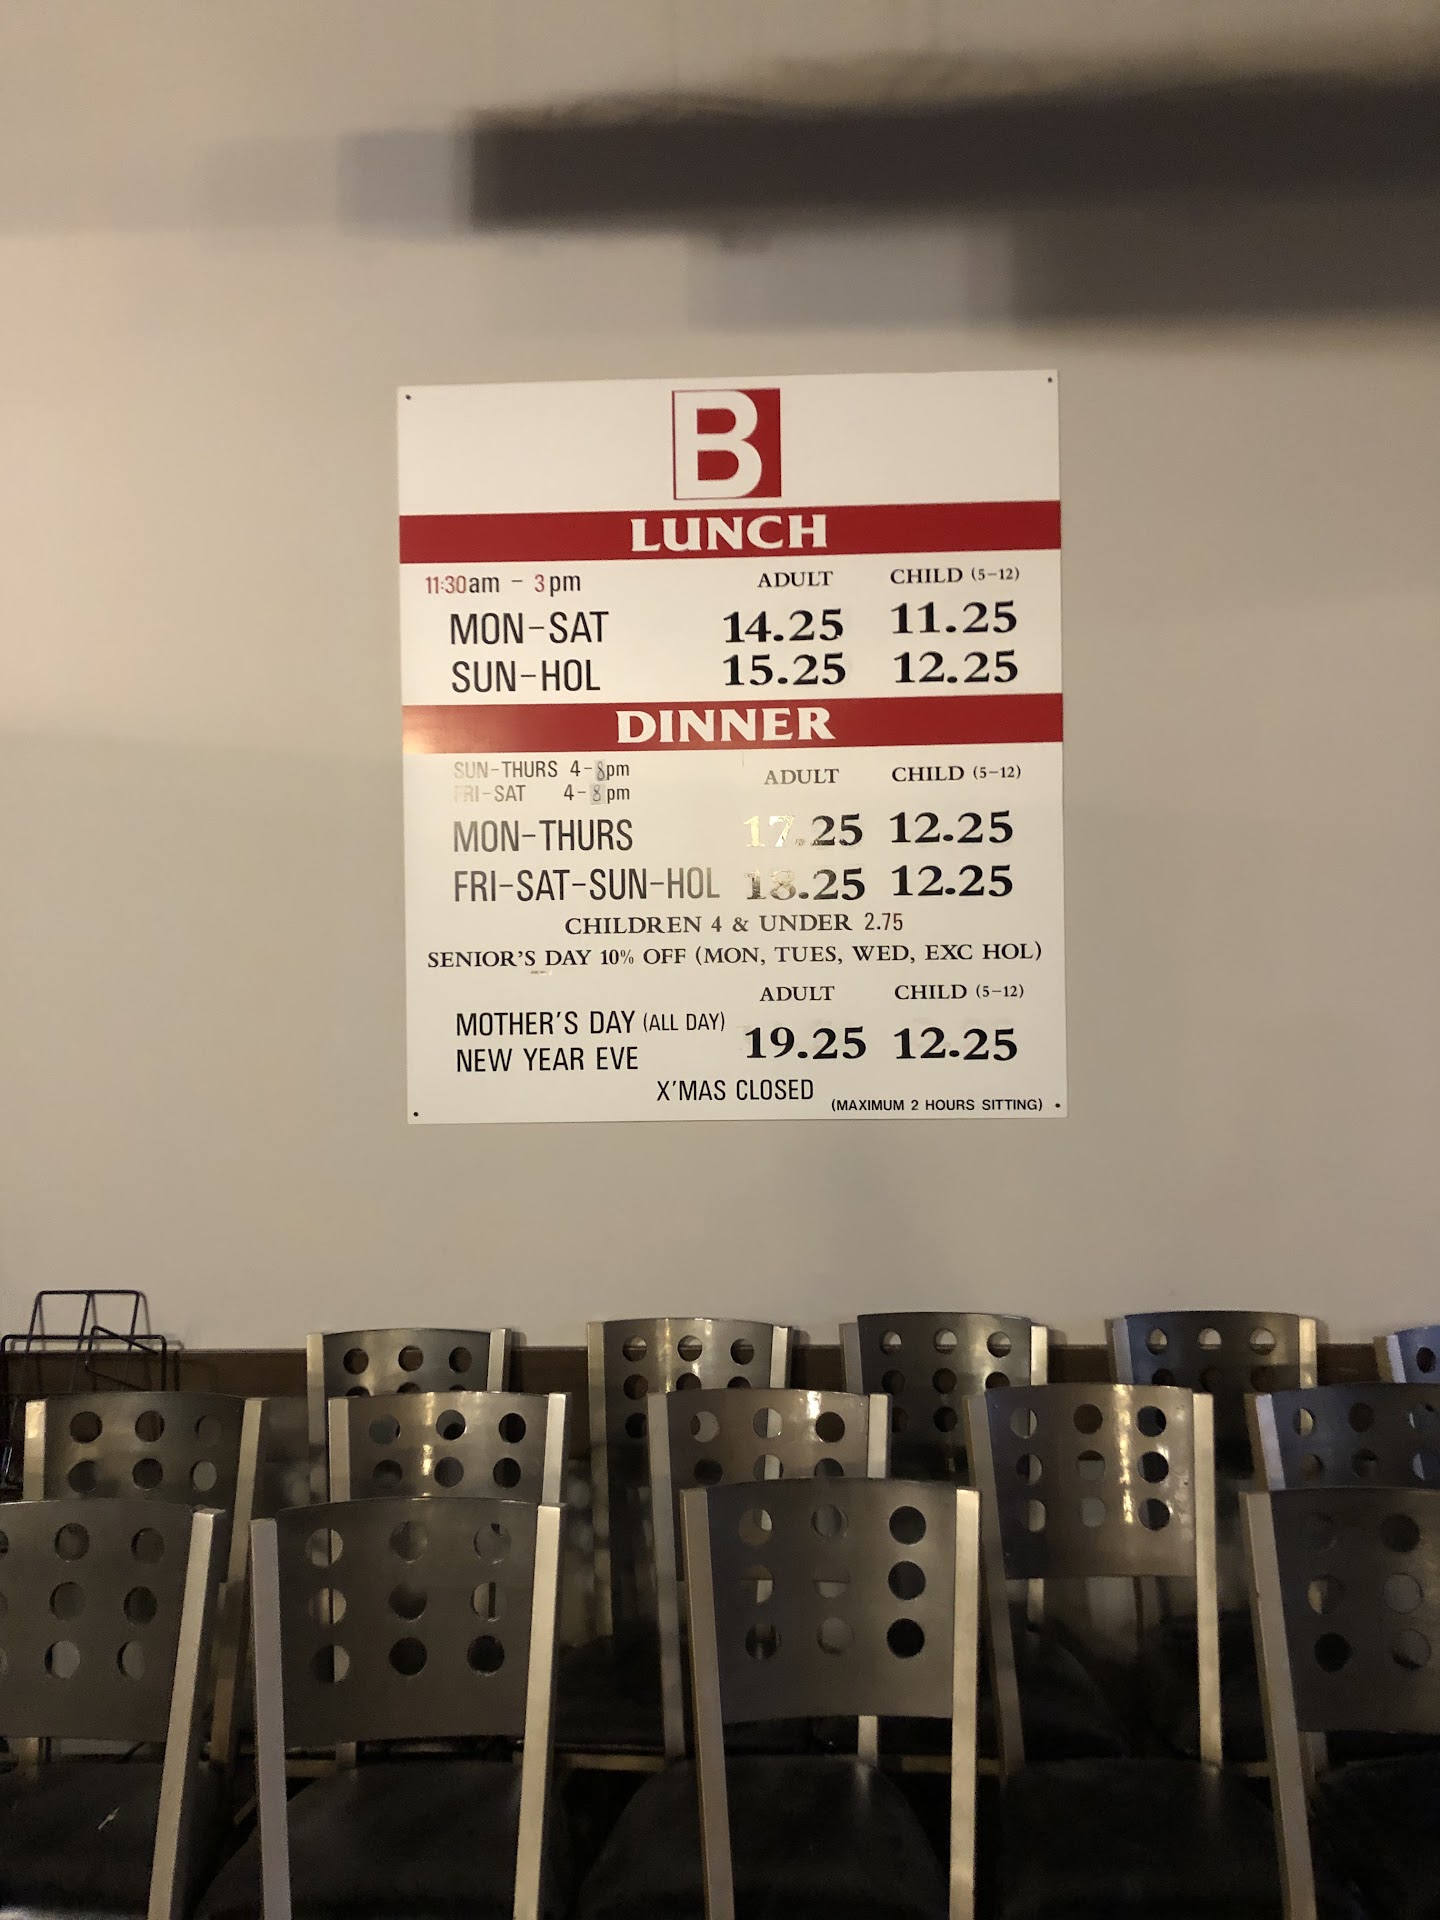 B
LUNCH
11:30am - 3pm ADULT CHILD (5-12)
MON-SAT 14.25 11.25
SUN-HOL 15.25 12.25
DINNER
SUN-THURS 4-8pm ADULT CHILD (5-12)
FRI-SAT 4-8pm
MON-THURS 17.25 12.25
FRI-SAT-SUN-HOL 18.25 12.25
CHILDREN 4 & UNDER 2.75
SENIOR'S DAY 10% OFF (MON, TUES, WED, EXC HOL)
ADULT CHILD (5-12)
MOTHER'S DAY (ALL DAY) 19.25 12.25
NEW YEAR EVE
X'MAS CLOSED
(MAXIMUM 2 HOURS SITTING)